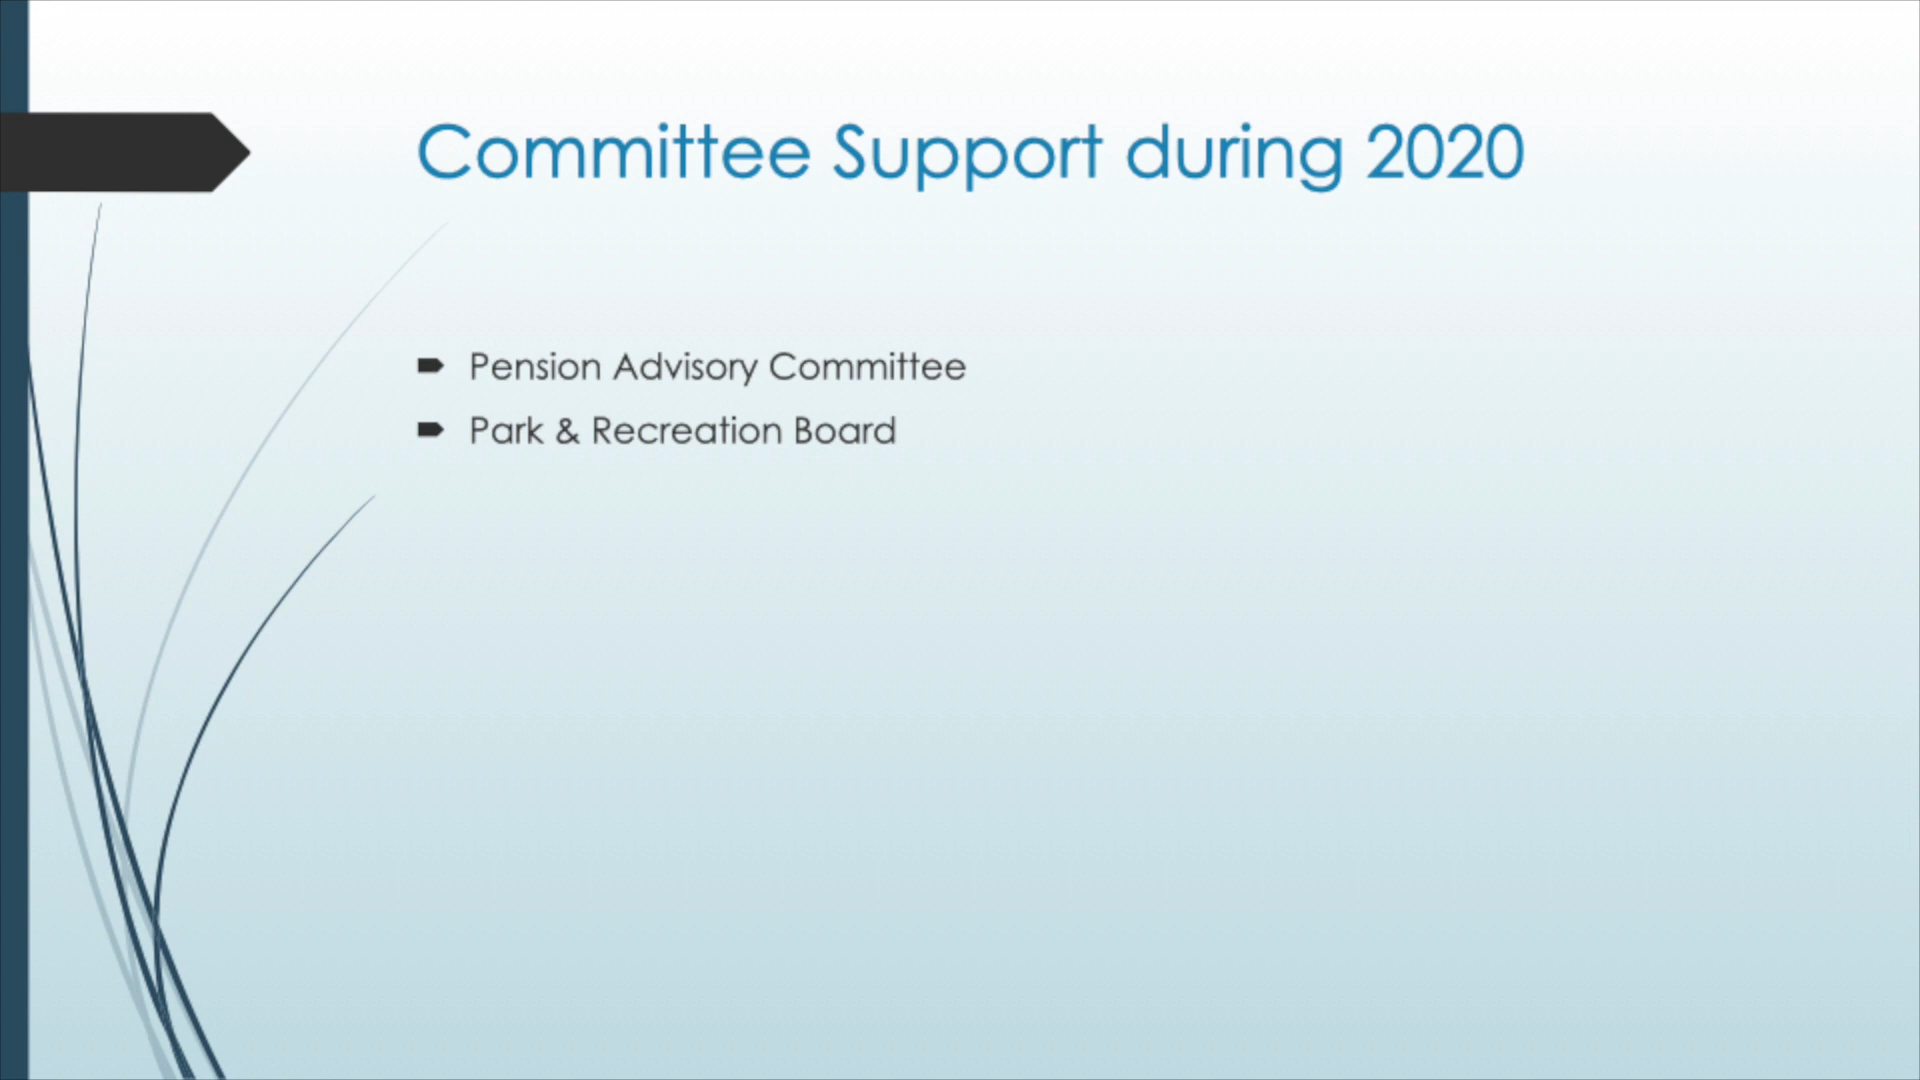 Committee Support during 2020
Pension Advisory Committee
Park & Recreation Board